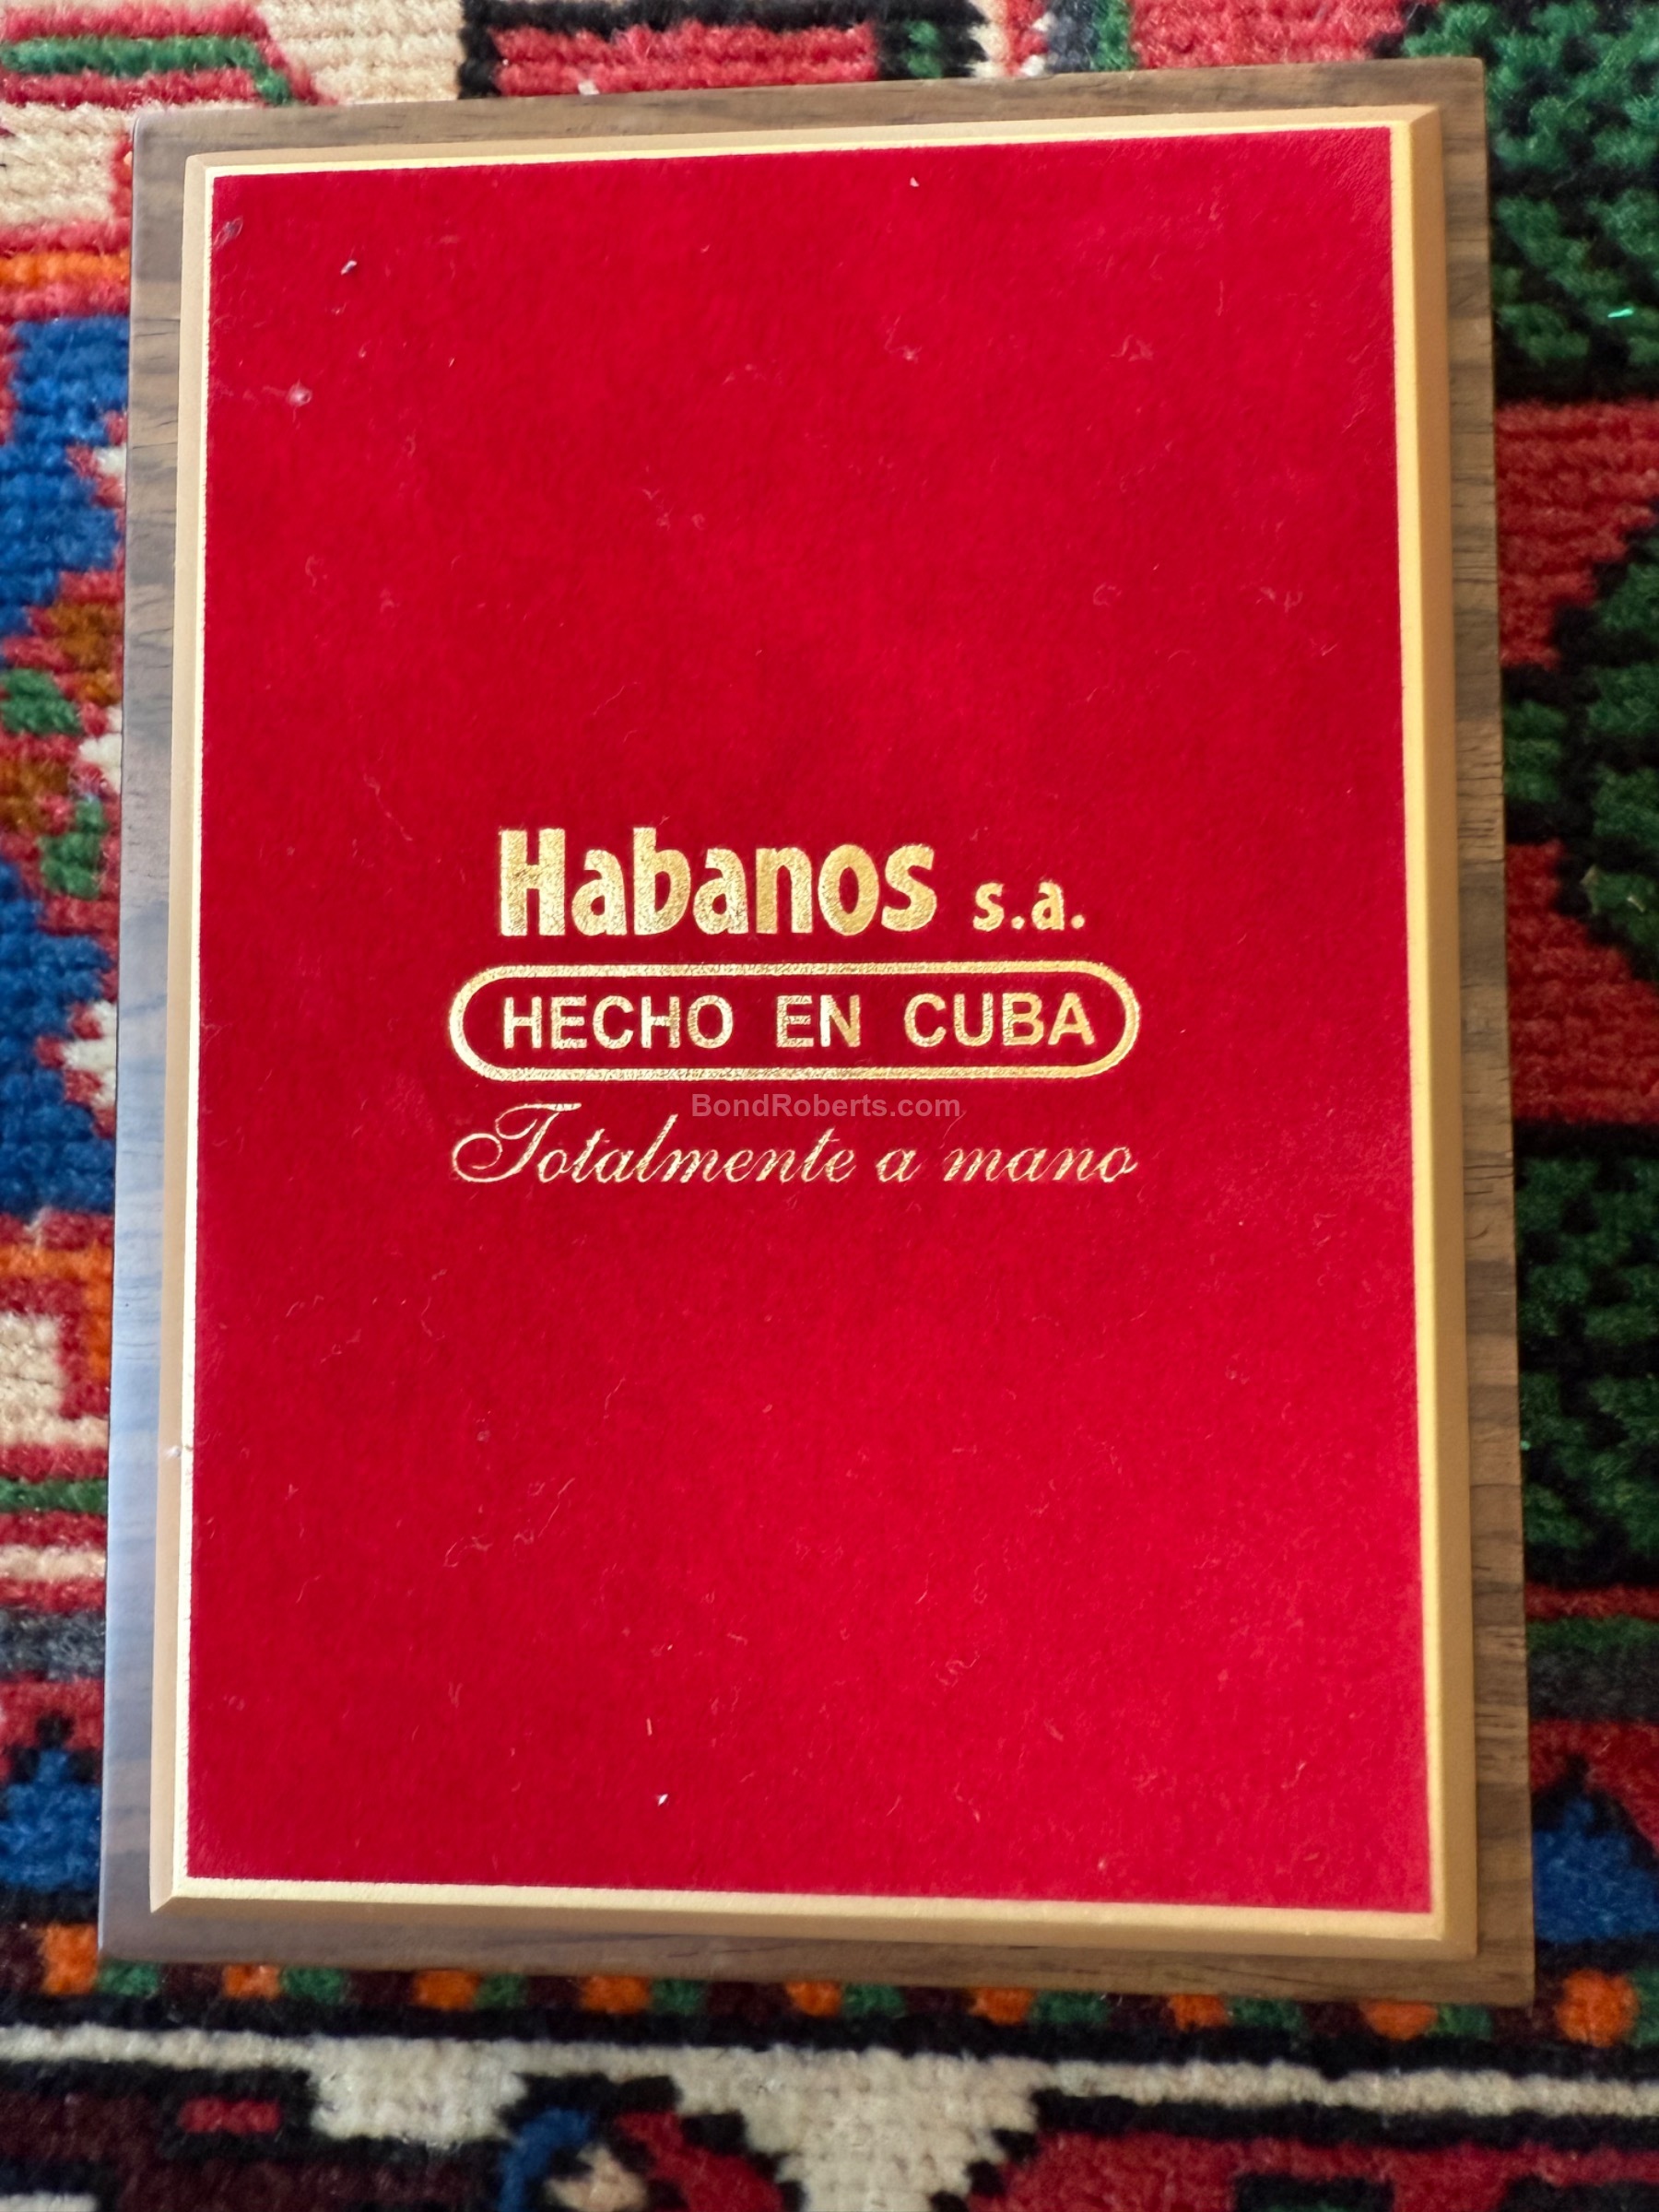 Habanos s.a.
HECHO EN CUBA
BondRoberts.com
Totalmente a mano